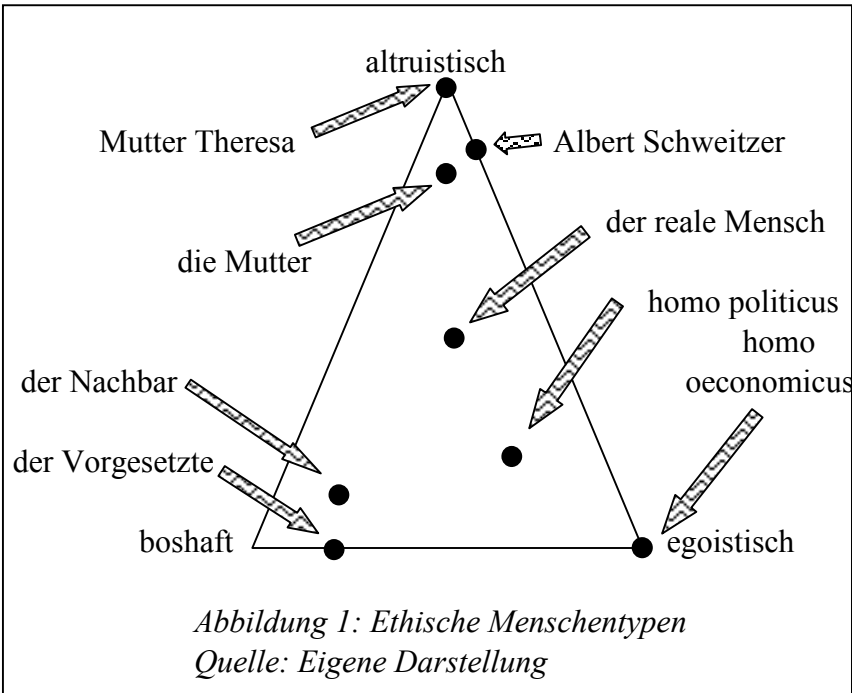 altruistisch
Mutter Theresa
Albert Schweitzer
die Mutter
der reale Mensch
homo politicus
homo
oeconomicus
der Nachbar
der Vorgesetzte
boshaft
egoistisch
Abbildung 1: Ethische Menschentypen
Quelle: Eigene Darstellung